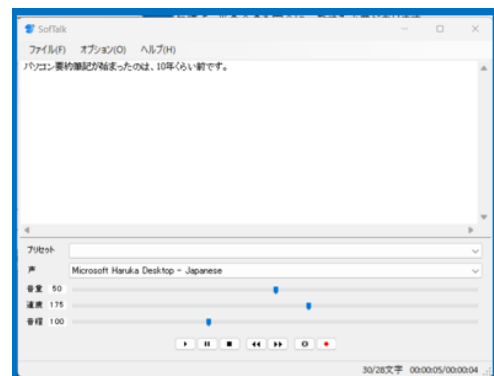 SofTalk
ファイル(F) オプション(O) ヘルプ(H)
パソコン要約筆記が始まったのは、10年くらい前です。
プリセット
声 Microsoft Haruka Desktop - Japanese
音量 50
速度 175
音程 100
30/28文字 00:00:05/00:00:04